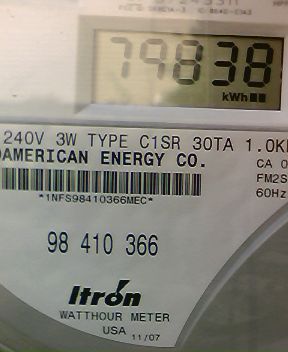 79838
kWh
240V 3W TYPE C1SR 30TA 1.0K
AMERICAN ENERGY CO.
CA 0
FM2S
60Hz
*1NFS98410366MEC*
98 410 366
Itron
WATTHOUR METER
USA 11/07